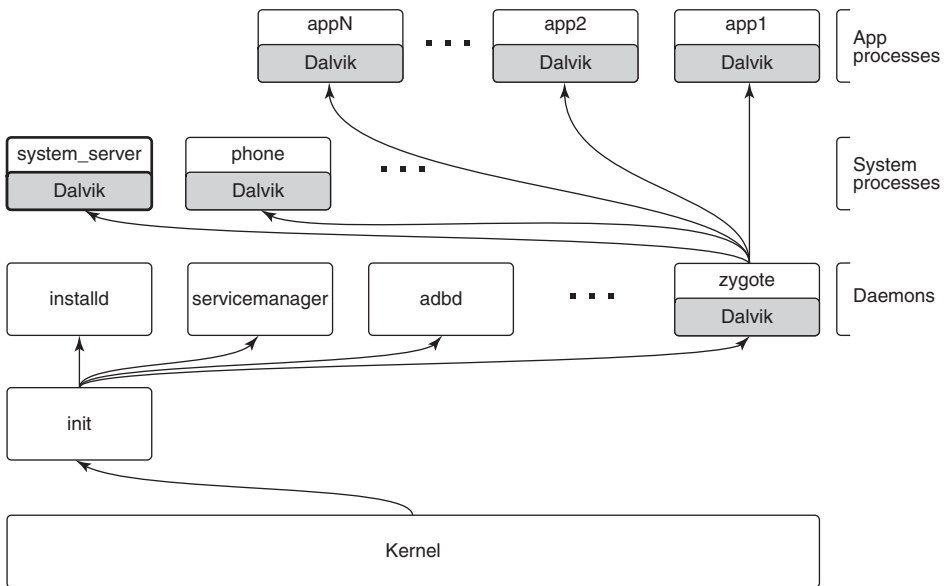 appN
app2
app1
Dalvik
Dalvik
Dalvik
App
processes
system_server
phone
Dalvik
Dalvik
System
processes
installd
servicemanager
adbd
zygote
Dalvik
Daemons
init
Kernel